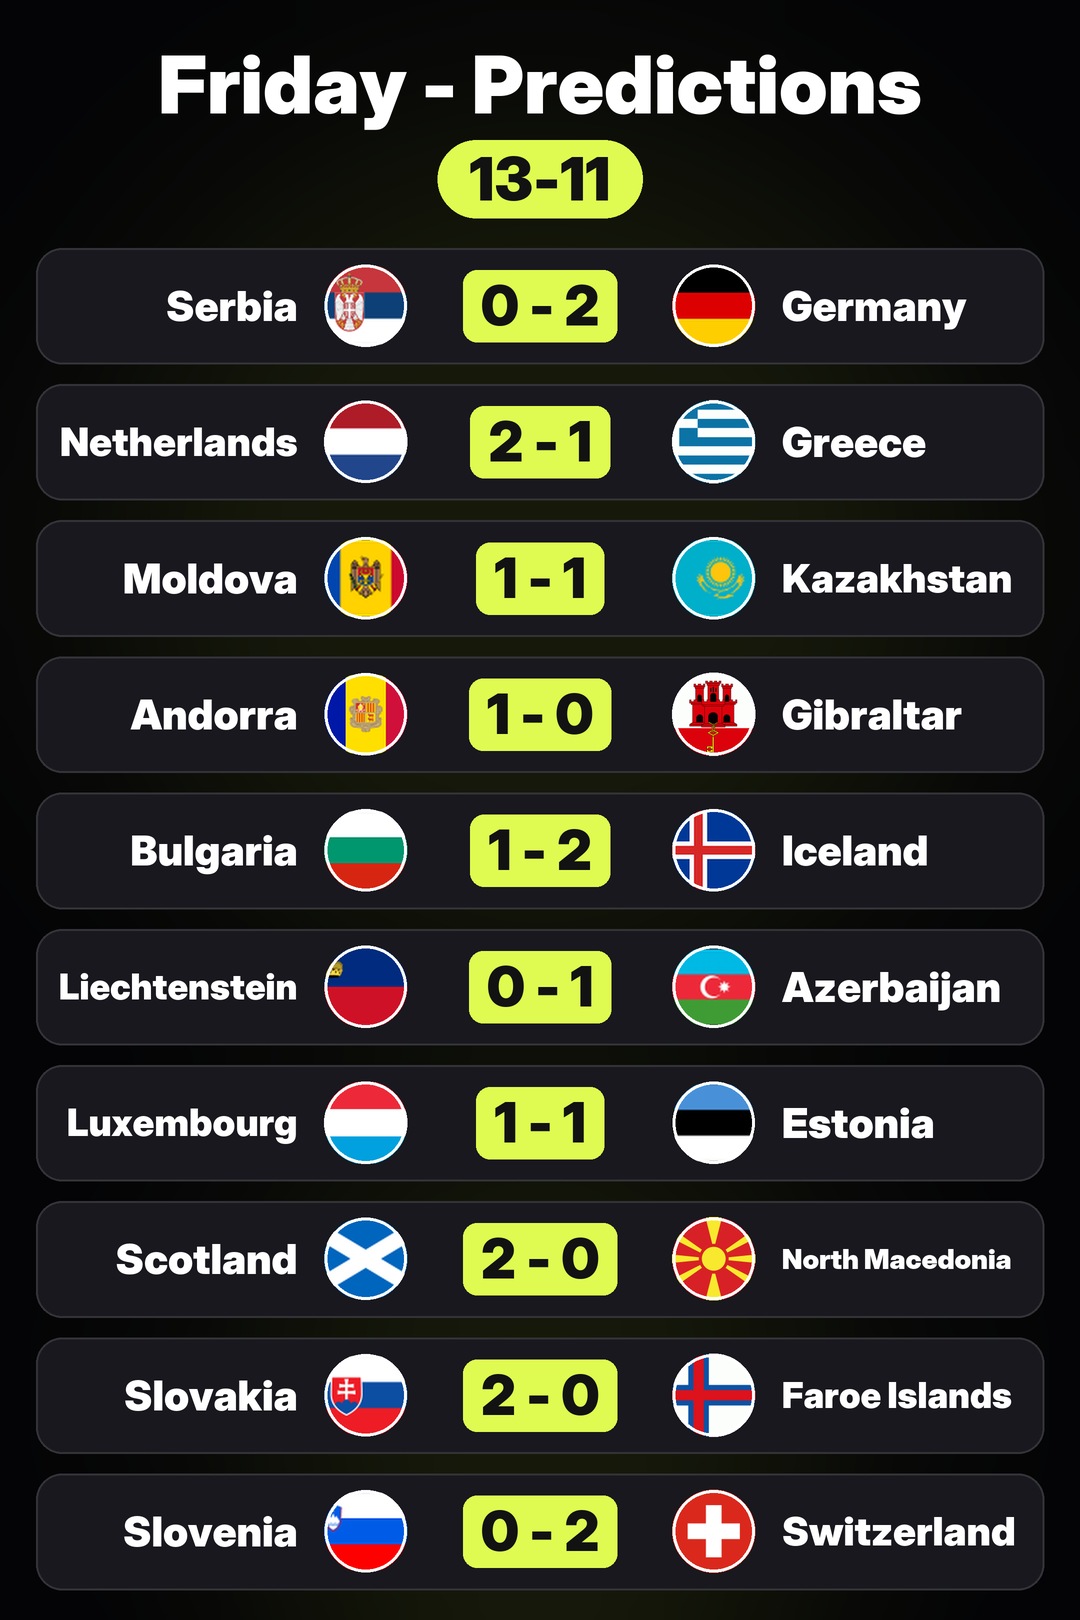 Friday - Predictions
13-11
Serbia 0 - 2 Germany
Netherlands 2 - 1 Greece
Moldova 1 - 1 Kazakhstan
Andorra 1 - 0 Gibraltar
Bulgaria 1 - 2 Iceland
Liechtenstein 0 - 1 Azerbaijan
Luxembourg 1 - 1 Estonia
Scotland 2 - 0 North Macedonia
Slovakia 2 - 0 Faroe Islands
Slovenia 0 - 2 Switzerland